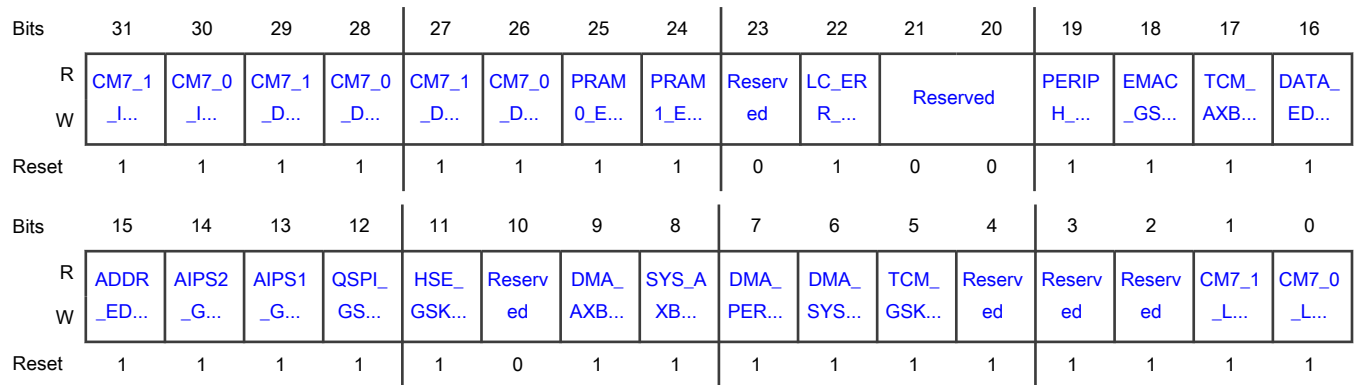 Bits 31 30 29 28 27 26 25 24 23 22 21 20 19 18 17 16
R CM7_1 CM7_0 CM7_1 CM7_0 CM7_1 CM7_0 PRAM PRAM Reserv LC_ER Reserved PERIPH EMAC TCM_ DATA_
W _I... _I... _D... _D... _D... _D... 0_E... 1_E... ed R_... H_... _GS... AXB... ED...
Reset 1 1 1 1 1 1 1 1 0 1 0 0 1 1 1 1
Bits 15 14 13 12 11 10 9 8 7 6 5 4 3 2 1 0
R ADDR AIPS2 AIPS1 QSPI_ HSE_ Reserv DMA_ SYS_A DMA_ DMA_ TCM_ Reserv Reserv Reserv CM7_1 CM7_0
W _ED... _G... _G... GS... GSK... ed AXB... XB... PER... SYS... GSK... ed ed ed _L... _L...
Reset 1 1 1 1 1 0 1 1 1 1 1 1 1 1 1 1